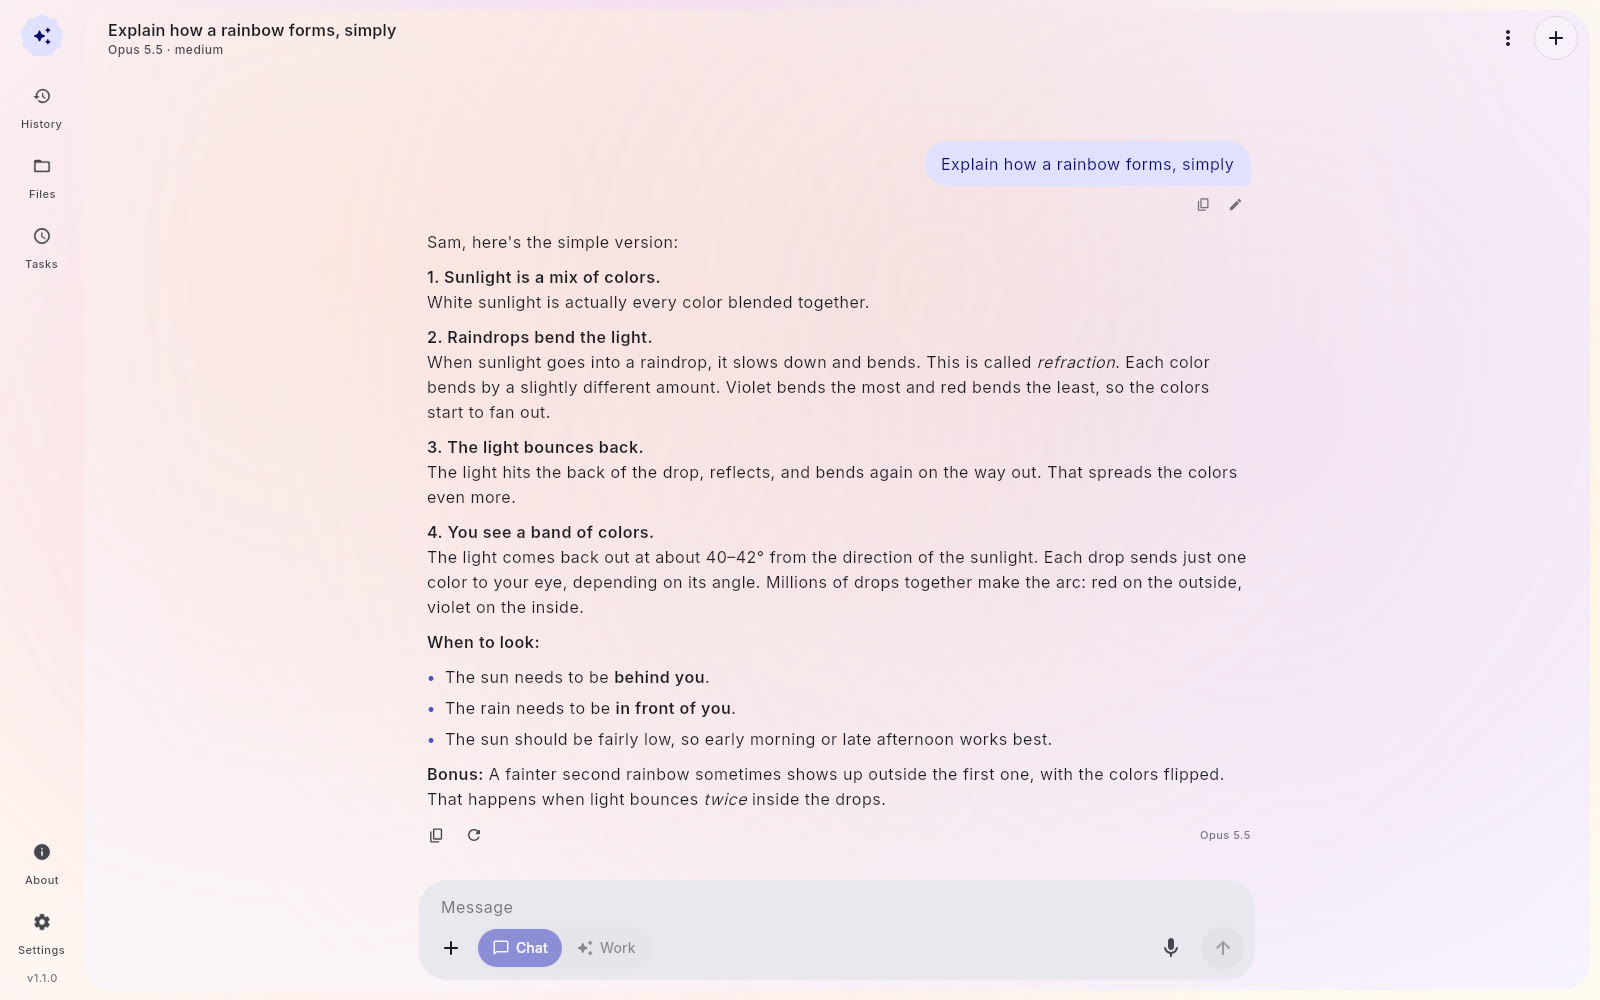 Explain how a rainbow forms, simply
Opus 5.5 · medium
History
Files
Tasks
Explain how a rainbow forms, simply
Sam, here's the simple version:
1. Sunlight is a mix of colors.
White sunlight is actually every color blended together.
2. Raindrops bend the light.
When sunlight goes into a raindrop, it slows down and bends. This is called refraction. Each color
bends by a slightly different amount. Violet bends the most and red bends the least, so the colors
start to fan out.
3. The light bounces back.
The light hits the back of the drop, reflects, and bends again on the way out. That spreads the colors
even more.
4. You see a band of colors.
The light comes back out at about 40–42° from the direction of the sunlight. Each drop sends just one
color to your eye, depending on its angle. Millions of drops together make the arc: red on the outside,
violet on the inside.
When to look:
• The sun needs to be behind you.
• The rain needs to be in front of you.
• The sun should be fairly low, so early morning or late afternoon works best.
Bonus: A fainter second rainbow sometimes shows up outside the first one, with the colors flipped.
That happens when light bounces twice inside the drops.
Opus 5.5
Message
Chat
Work
About
Settings
v1.1.0